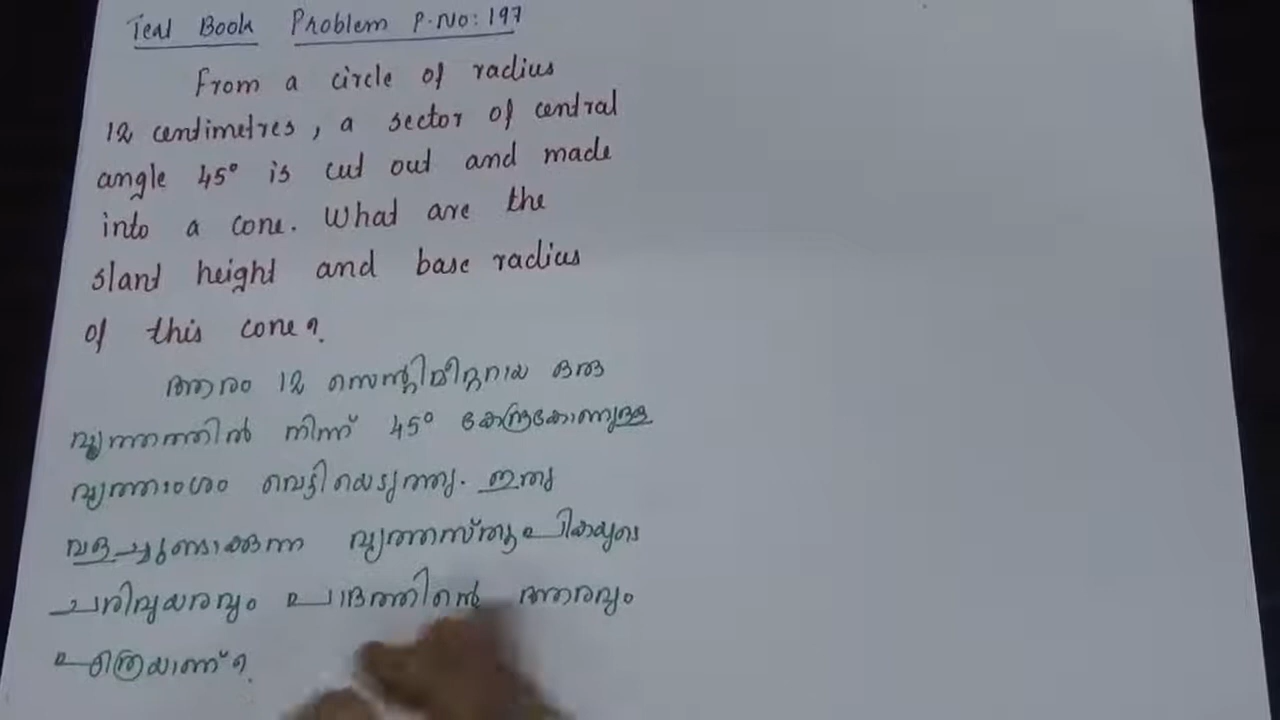 Text Book Problem P.No: 197
From a circle of radius
12 centimetres, a sector of central
angle 45° is cut out and made
into a cone. What are the
slant height and base radius
of this cone?
ആരം 12 സെന്റിമീറ്ററായ ഒരു
വൃത്തത്തിൽ നിന്ന് 45° കേന്ദ്രകോണുള്ള
വൃത്താംശം വെട്ടിയെടുത്തു. ഇതു
വളച്ചുണ്ടാക്കുന്ന വൃത്തസ്തൂപികയുടെ
ചരിവുയരവും പാദത്തിന്റെ ആരവും
എത്രയാണ്?